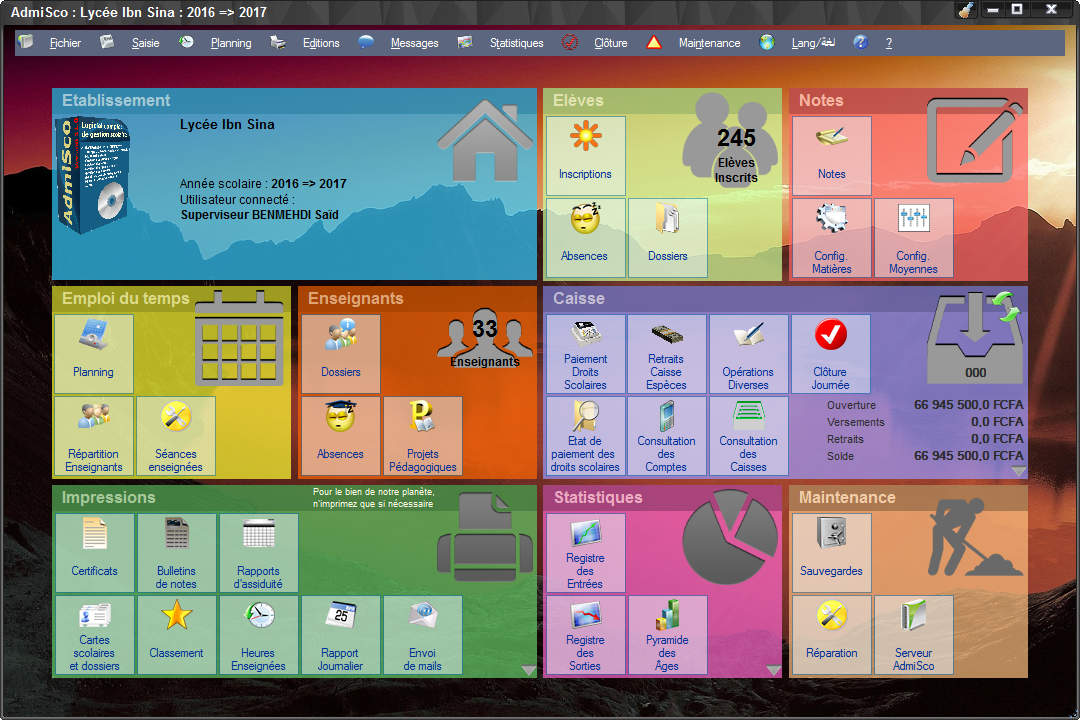 AdmiSco : Lycée Ibn Sina : 2016 => 2017
Fichier Saisie Planning Editions Messages Statistiques Clôture Maintenance Lang/لغة ?
Etablissement
AdmiSco
Logiciel complet
de gestion scolaire
Lycée Ibn Sina
Année scolaire : 2016 => 2017
Utilisateur connecté :
Superviseur BENMEHDI Saïd
Elèves
245
Elèves
Inscrits
Inscriptions
Absences
Dossiers
Notes
Notes
Config.
Matières
Config.
Moyennes
Emploi du temps
Planning
Répartition
Enseignants
Séances
enseignées
Enseignants
33
Enseignants
Dossiers
Absences
Projets
Pédagogiques
Caisse
000
Paiement
Droits
Scolaires
Retraits
Caisse
Espèces
Opérations
Diverses
Clôture
Journée
Etat de
paiement des
droits scolaires
Consultation
des
Comptes
Consultation
des
Caisses
Ouverture 66 945 500,0 FCFA
Versements 0,0 FCFA
Retraits 0,0 FCFA
Solde 66 945 500,0 FCFA
Impressions
Pour le bien de notre planète,
n'imprimez que si nécessaire
Certificats
Bulletins
de notes
Rapports
d'assiduité
Cartes
scolaires
et dossiers
Classement
Heures
Enseignées
25
Rapport
Journalier
Envoi
de mails
Statistiques
Registre
des
Entrées
Registre
des
Sorties
Pyramide
des
Âges
Maintenance
Sauvegardes
Réparation
Serveur
AdmiSco